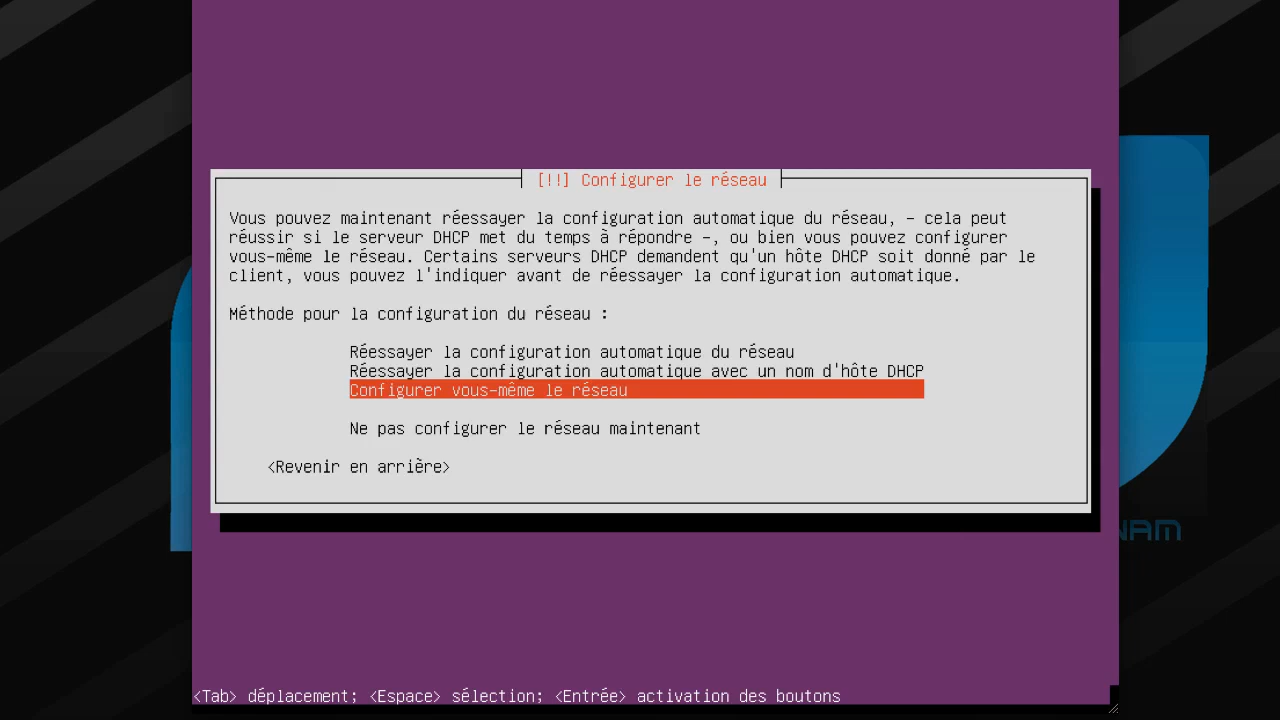 [!!] Configurer le réseau
Vous pouvez maintenant réessayer la configuration automatique du réseau, – cela peut
réussir si le serveur DHCP met du temps à répondre –, ou bien vous pouvez configurer
vous-même le réseau. Certains serveurs DHCP demandent qu'un hôte DHCP soit donné par le
client, vous pouvez l'indiquer avant de réessayer la configuration automatique.
Méthode pour la configuration du réseau :
Réessayer la configuration automatique du réseau
Réessayer la configuration automatique avec un nom d'hôte DHCP
Configurer vous-même le réseau
Ne pas configurer le réseau maintenant
<Revenir en arrière>
<Tab> déplacement; <Espace> sélection; <Entrée> activation des boutons